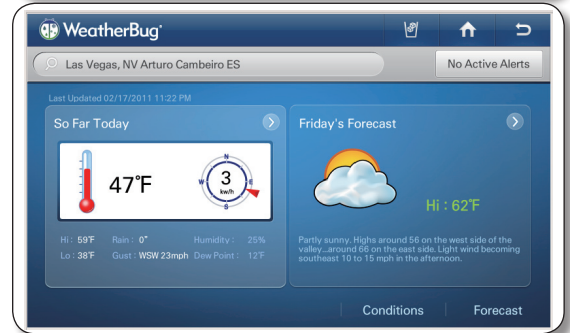 WeatherBug®
Las Vegas, NV Arturo Cambeiro ES
No Active Alerts
Last Updated 02/17/2011 11:22 PM
So Far Today
47°F
N
W
E
S
3
kw/h
Hi : 59°F Rain : 0" Humidity : 25%
Lo : 38°F Gust : WSW 23mph Dew Point : 12°F
Friday's Forecast
Hi : 62°F
Partly sunny. Highs around 56 on the west side of the
valley...around 66 on the east side. Light wind becoming
southeast 10 to 15 mph in the afternoon.
Conditions
Forecast